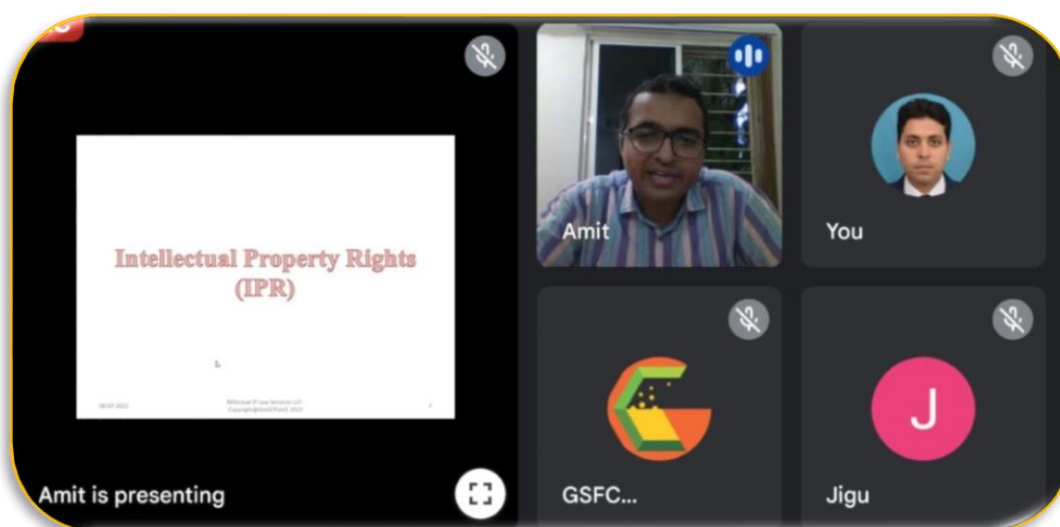 Intellectual Property Rights
(IPR)
Amit is presenting
Amit
You
GSFC...
J
Jigu